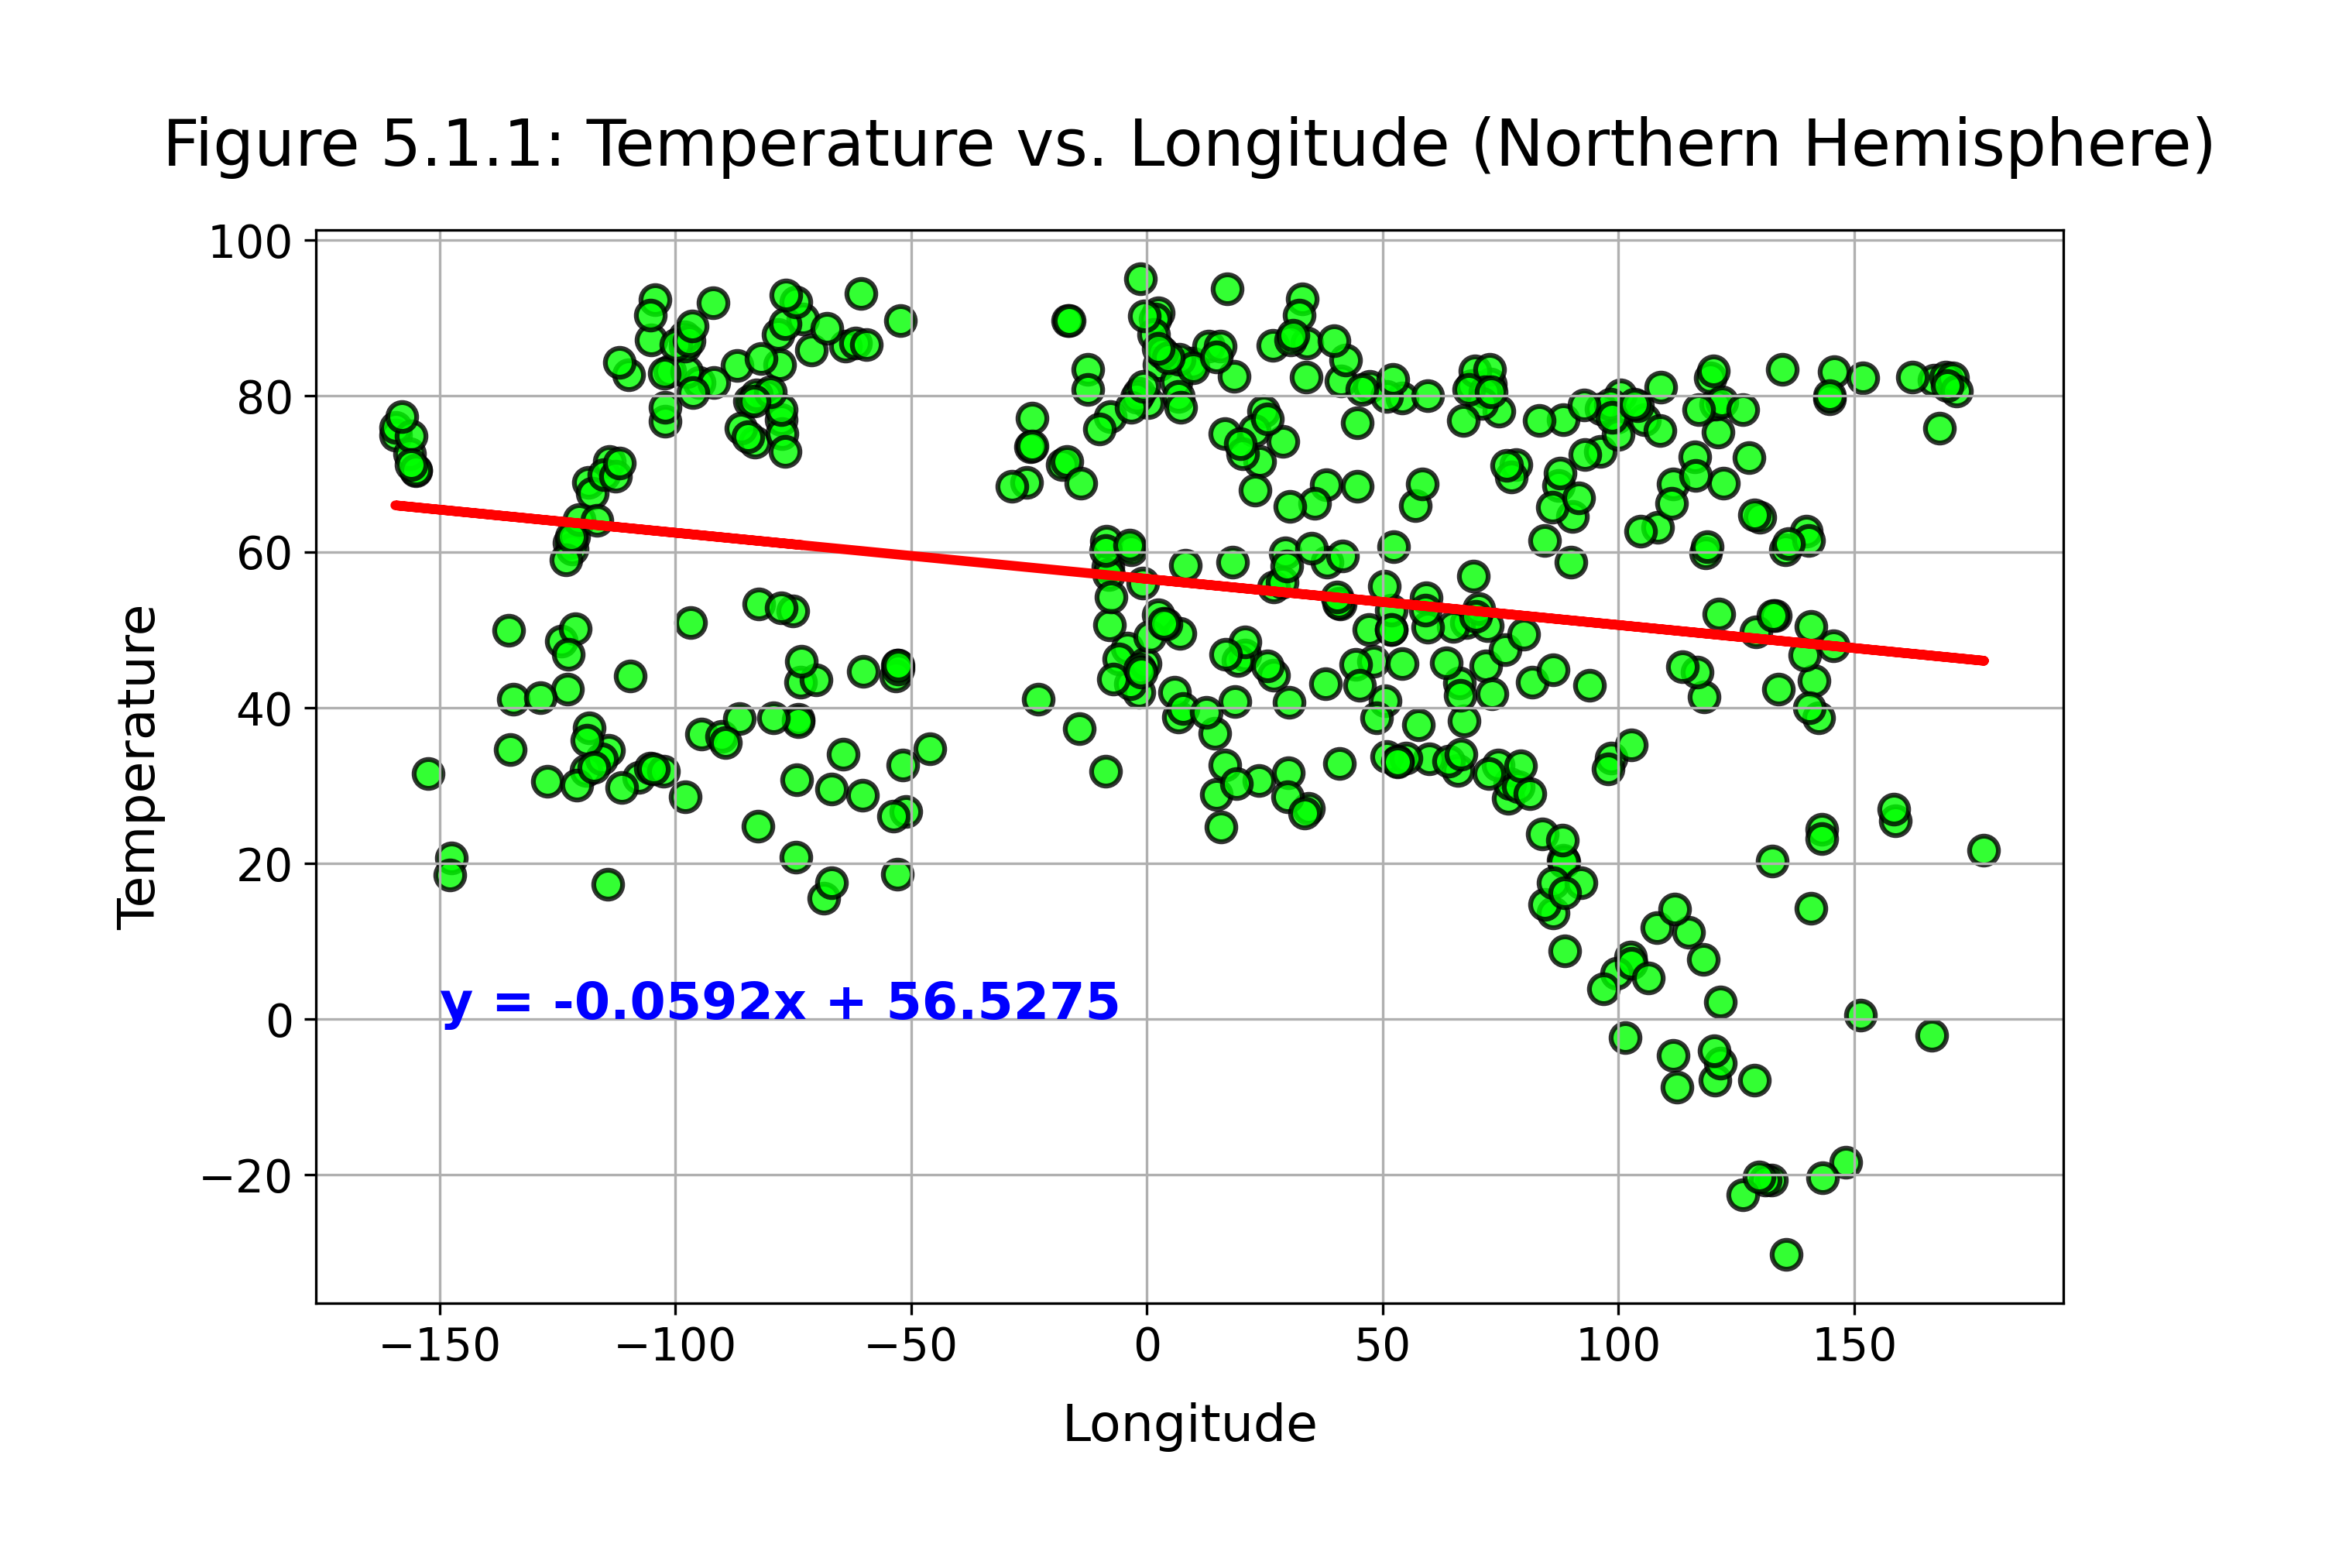 Figure 5.1.1: Temperature vs. Longitude (Northern Hemisphere)
100
80
60
40
20
0
−20
Temperature
y = -0.0592x + 56.5275
−150 −100 −50 0 50 100 150
Longitude